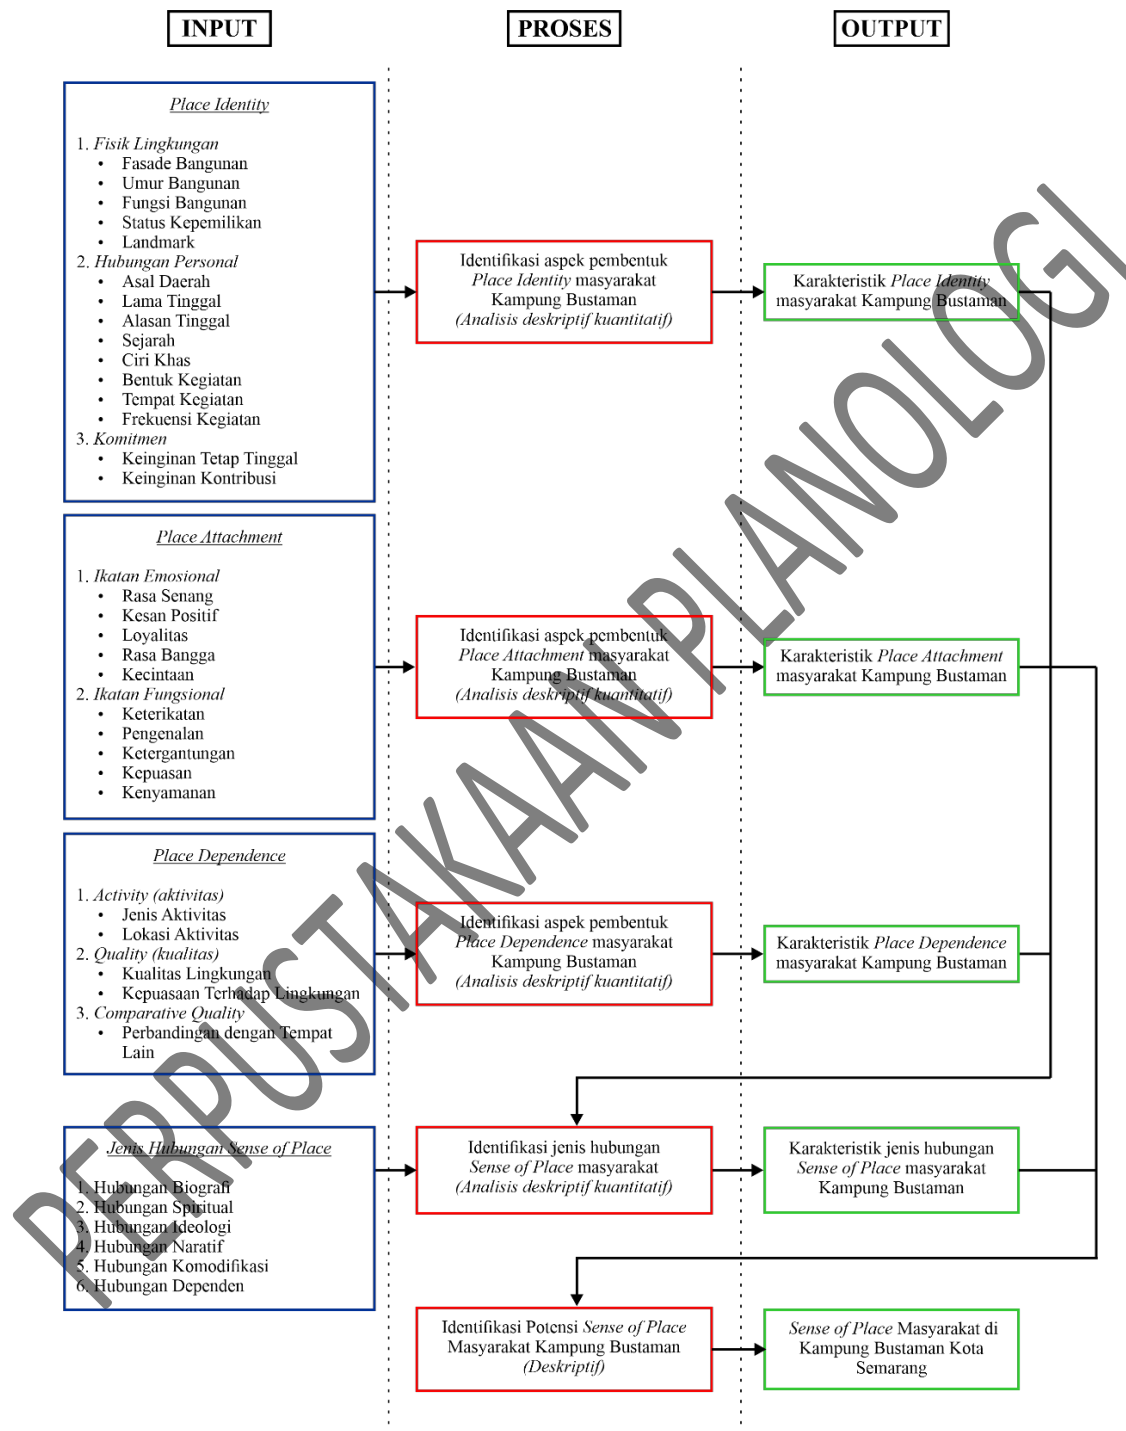 INPUT
PROSES
OUTPUT
Place Identity
1. Fisik Lingkungan
• Fasade Bangunan
• Umur Bangunan
• Fungsi Bangunan
• Status Kepemilikan
• Landmark
2. Hubungan Personal
• Asal Daerah
• Lama Tinggal
• Alasan Tinggal
• Sejarah
• Ciri Khas
• Bentuk Kegiatan
• Tempat Kegiatan
• Frekuensi Kegiatan
3. Komitmen
• Keinginan Tetap Tinggal
• Keinginan Kontribusi
Identifikasi aspek pembentuk
Place Identity masyarakat
Kampung Bustaman
(Analisis deskriptif kuantitatif)
Karakteristik Place Identity
masyarakat Kampung Bustaman
Place Attachment
1. Ikatan Emosional
• Rasa Senang
• Kesan Positif
• Loyalitas
• Rasa Bangga
• Kecintaan
2. Ikatan Fungsional
• Keterikatan
• Pengenalan
• Ketergantungan
• Kepuasan
• Kenyamanan
Identifikasi aspek pembentuk
Place Attachment masyarakat
Kampung Bustaman
(Analisis deskriptif kuantitatif)
Karakteristik Place Attachment
masyarakat Kampung Bustaman
Place Dependence
1. Activity (aktivitas)
• Jenis Aktivitas
• Lokasi Aktivitas
2. Quality (kualitas)
• Kualitas Lingkungan
• Kepuasaan Terhadap Lingkungan
3. Comparative Quality
• Perbandingan dengan Tempat
Lain
Identifikasi aspek pembentuk
Place Dependence masyarakat
Kampung Bustaman
(Analisis deskriptif kuantitatif)
Karakteristik Place Dependence
masyarakat Kampung Bustaman
Jenis Hubungan Sense of Place
1. Hubungan Biografi
2. Hubungan Spiritual
3. Hubungan Ideologi
4. Hubungan Naratif
5. Hubungan Komodifikasi
6. Hubungan Dependen
Identifikasi jenis hubungan
Sense of Place masyarakat
(Analisis deskriptif kuantitatif)
Karakteristik jenis hubungan
Sense of Place masyarakat
Kampung Bustaman
Identifikasi Potensi Sense of Place
Masyarakat Kampung Bustaman
(Deskriptif)
Sense of Place Masyarakat di
Kampung Bustaman Kota
Semarang
PERPUSTAKAAN PLANOLOGI